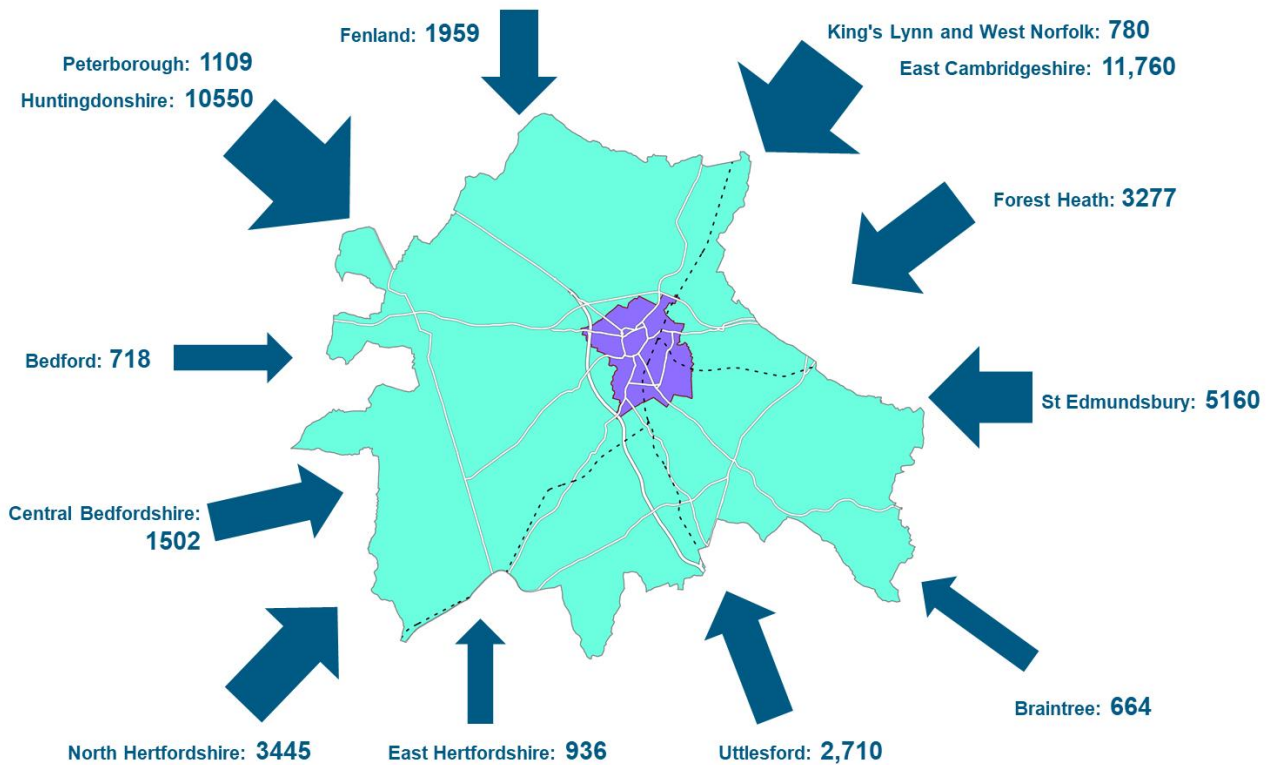 Fenland: 1959
King's Lynn and West Norfolk: 780
Peterborough: 1109
East Cambridgeshire: 11,760
Huntingdonshire: 10550
Forest Heath: 3277
Bedford: 718
St Edmundsbury: 5160
Central Bedfordshire:
1502
Braintree: 664
North Hertfordshire: 3445
East Hertfordshire: 936
Uttlesford: 2,710